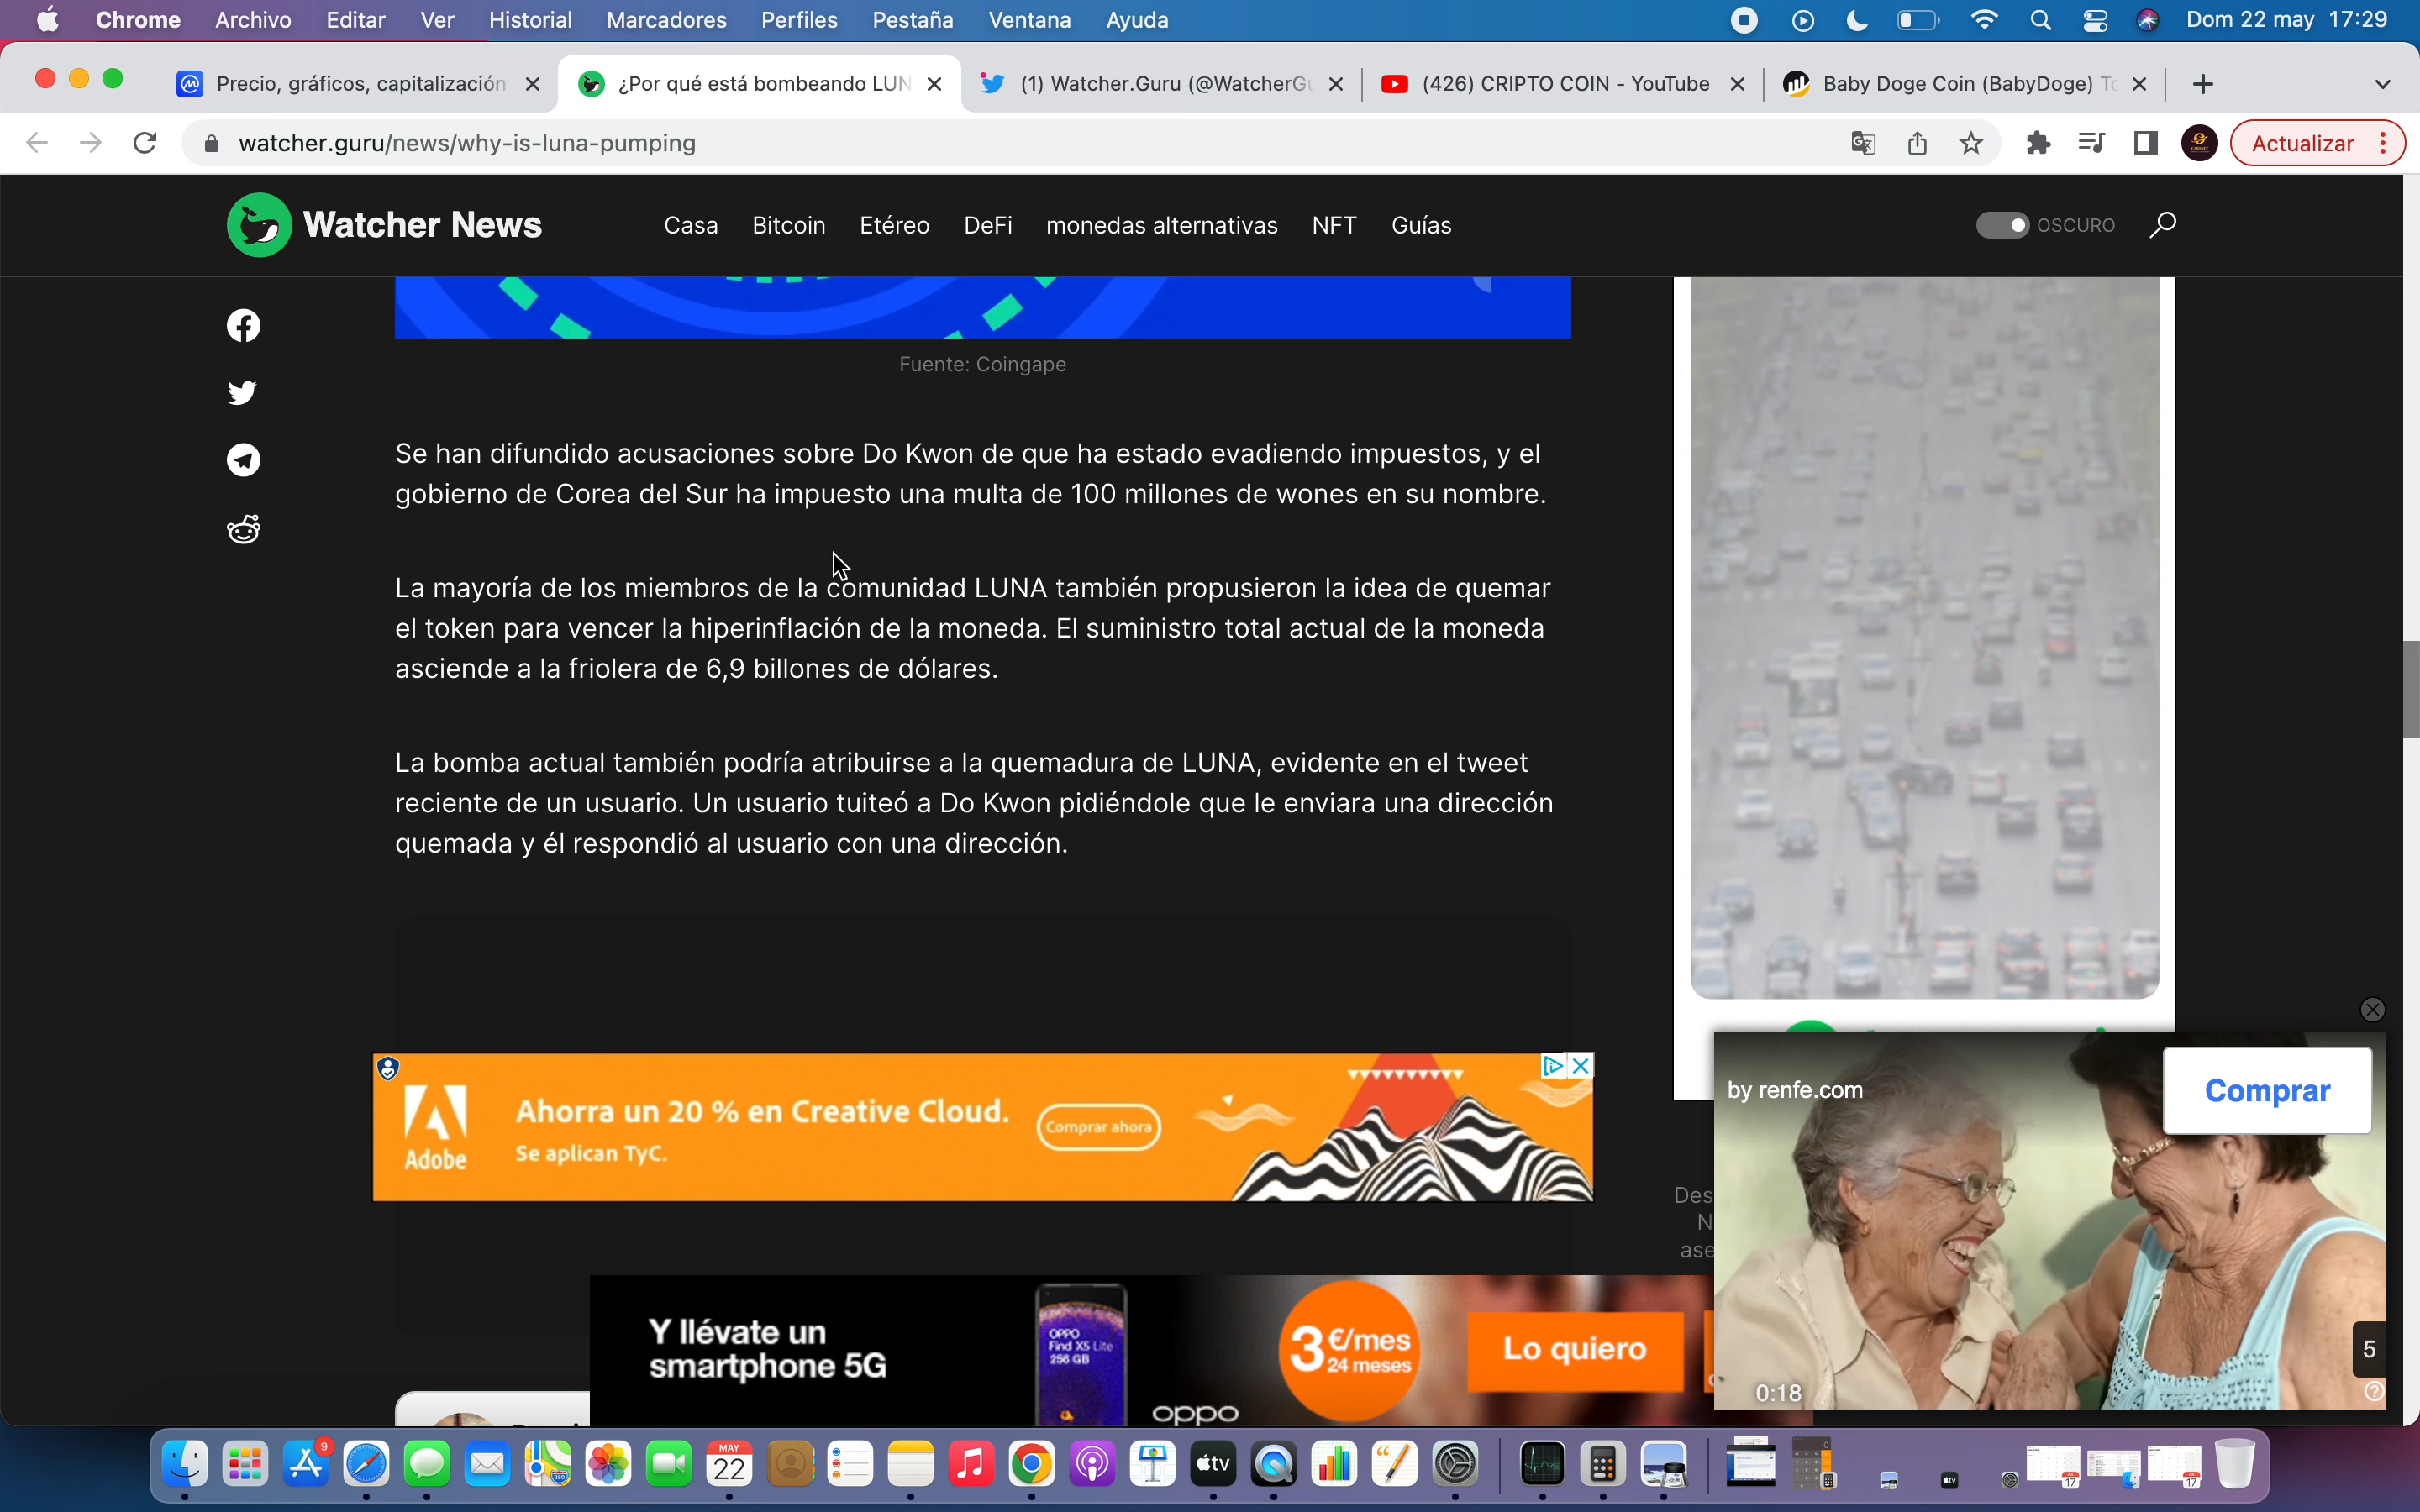 Chrome Archivo Editar Ver Historial Marcadores Perfiles Pestaña Ventana Ayuda Dom 22 may 17:29
Precio, gráficos, capitalización ¿Por qué está bombeando LUN (1) Watcher.Guru (@WatcherGu (426) CRIPTO COIN - YouTube Baby Doge Coin (BabyDoge) To
watcher.guru/news/why-is-luna-pumping Actualizar
Watcher News Casa Bitcoin Etéreo DeFi monedas alternativas NFT Guías OSCURO
Fuente: Coingape
Se han difundido acusaciones sobre Do Kwon de que ha estado evadiendo impuestos, y el
gobierno de Corea del Sur ha impuesto una multa de 100 millones de wones en su nombre.
La mayoría de los miembros de la comunidad LUNA también propusieron la idea de quemar
el token para vencer la hiperinflación de la moneda. El suministro total actual de la moneda
asciende a la friolera de 6,9 billones de dólares.
La bomba actual también podría atribuirse a la quemadura de LUNA, evidente en el tweet
reciente de un usuario. Un usuario tuiteó a Do Kwon pidiéndole que le enviara una dirección
quemada y él respondió al usuario con una dirección.
Adobe
Ahorra un 20 % en Creative Cloud.
Se aplican TyC.
Comprar ahora
by renfe.com
Comprar
Des
N
ase
Y llévate un
smartphone 5G
OPPO
Find X5 Lite
256 GB
oppo
3 €/mes
24 meses
Lo quiero
5
0:18
9
MAY
22
tv
280
17
17